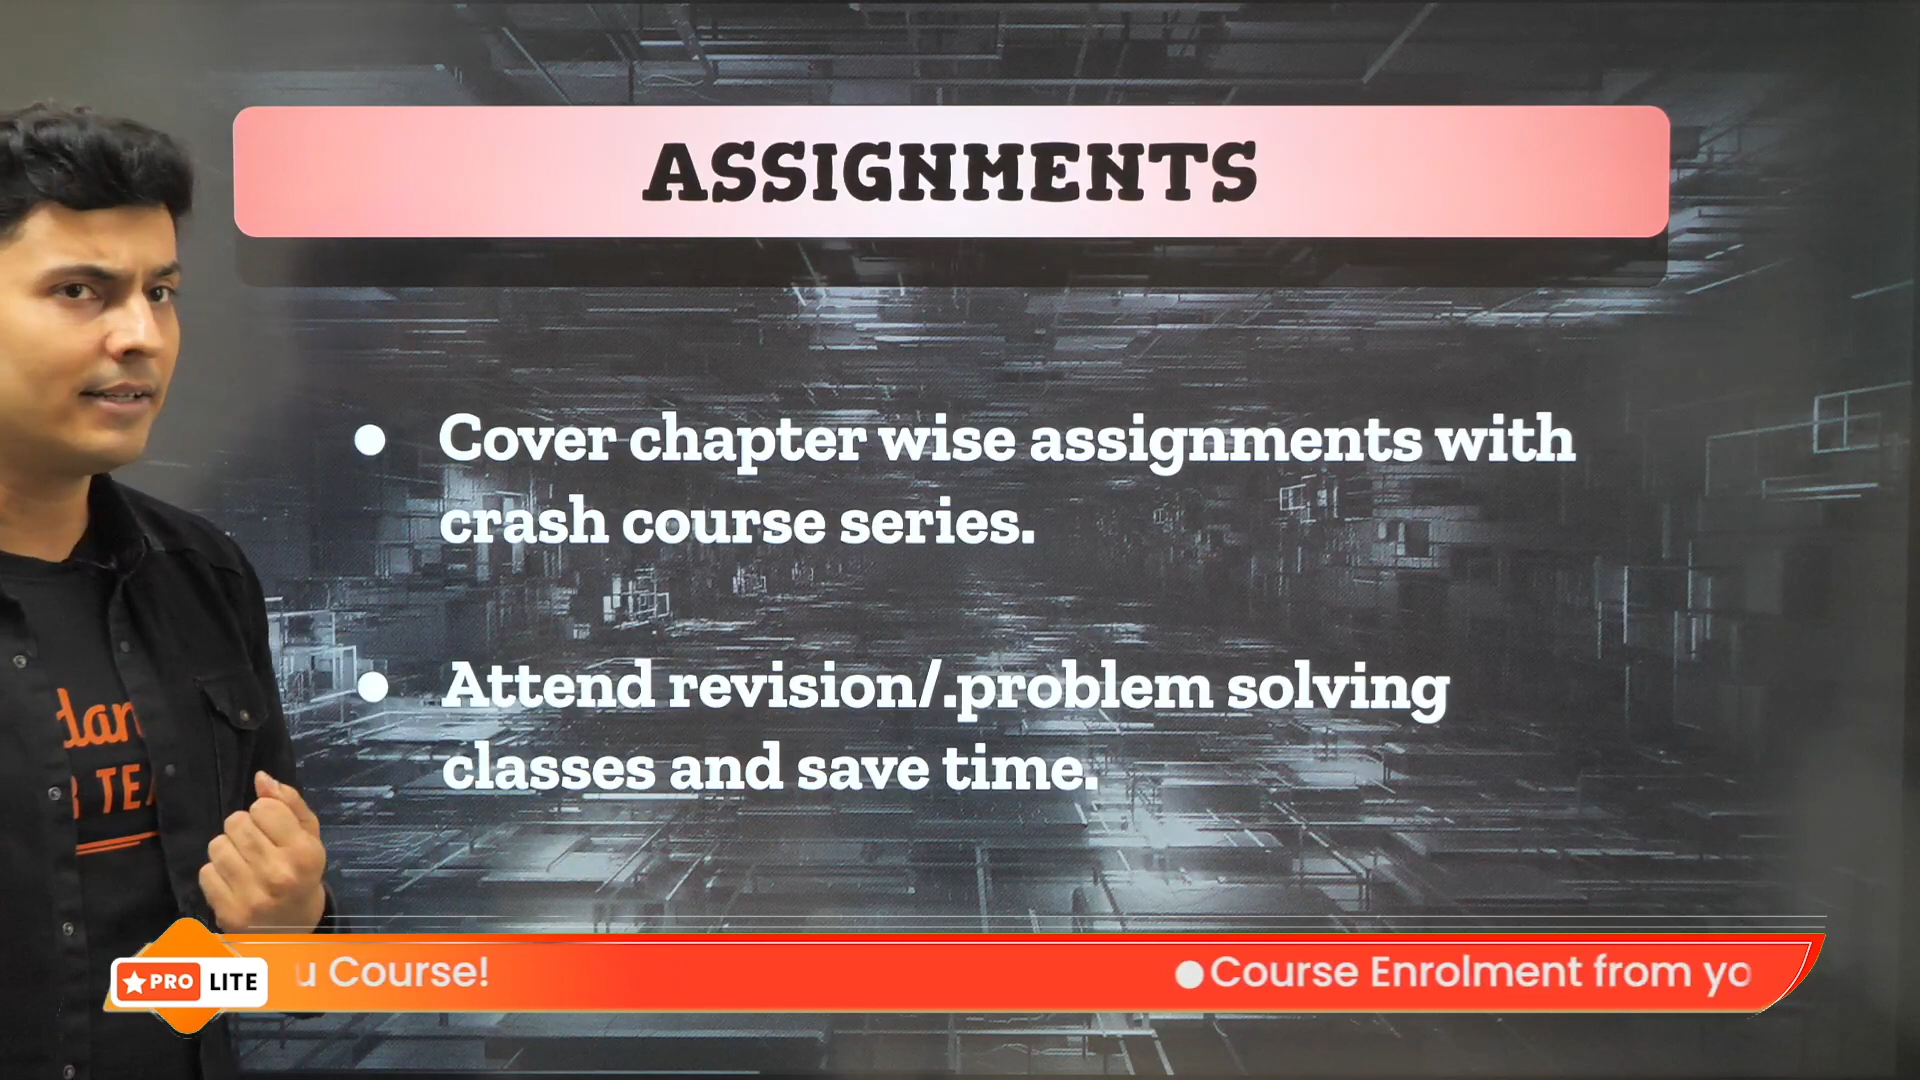 ASSIGNMENTS
● Cover chapter wise assignments with
crash course series.
● Attend revision/.problem solving
classes and save time.
PRO LITE
u Course!
●Course Enrolment from yo